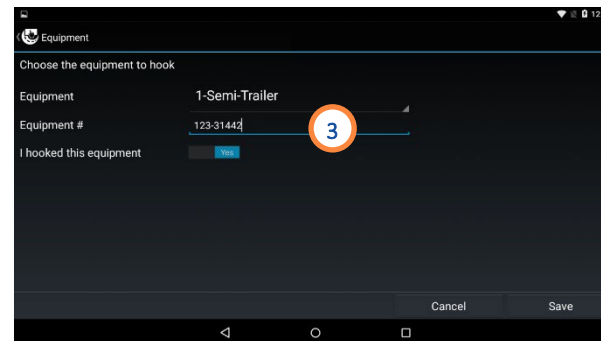 12
Equipment
Choose the equipment to hook
Equipment 1-Semi-Trailer
Equipment # 123-31442
3
I hooked this equipment Yes
Cancel Save